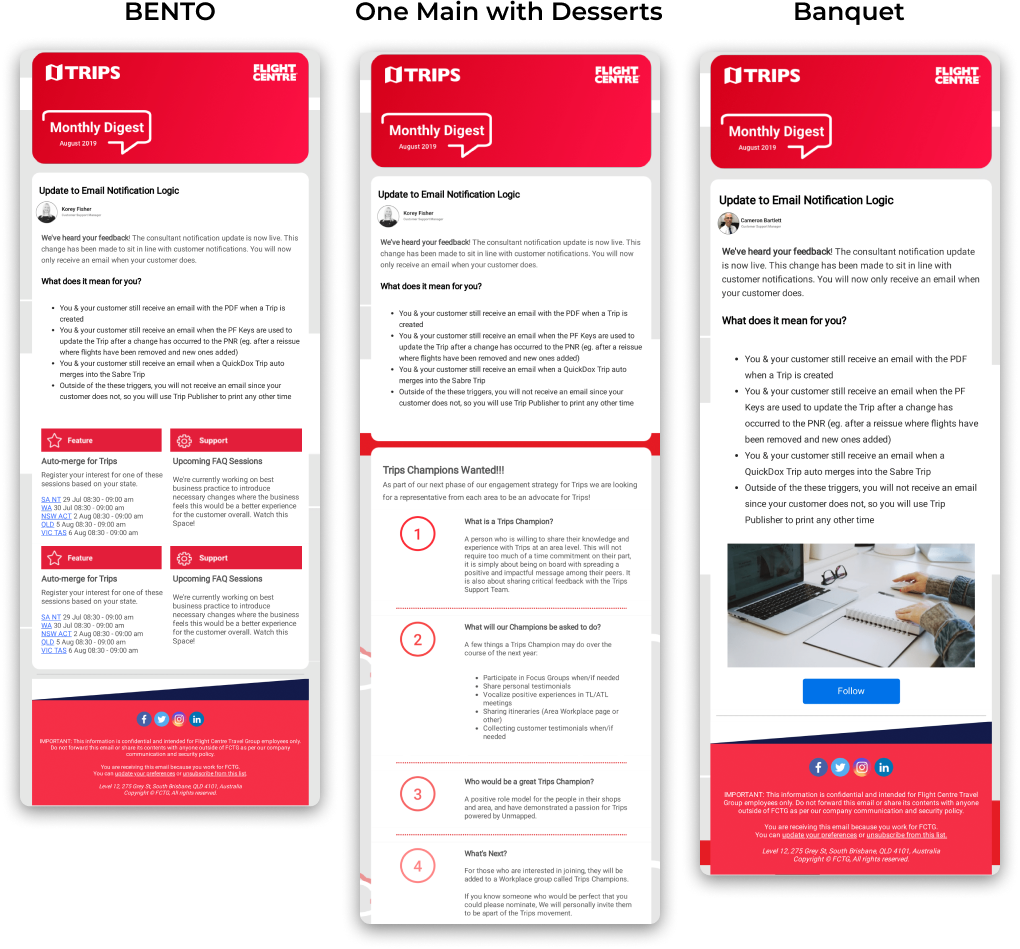 BENTO
TRIPS
FLIGHT
CENTRE
Monthly Digest
August 2019
Update to Email Notification Logic
Korey Fisher
Customer Support Manager
We've heard your feedback! The consultant notification update is now live. This
change has been made to sit in line with customer notifications. You will now
only receive an email when your customer does.
What does it mean for you?
• You & your customer still receive an email with the PDF when a Trip is
created
• You & your customer still receive an email when the PF Keys are used to
update the Trip after a change has occurred to the PNR (eg. after a reissue
where flights have been removed and new ones added)
• You & your customer still receive an email when a QuickDox Trip auto
merges into the Sabre Trip
• Outside of the these triggers, you will not receive an email since your
customer does not, so you will use Trip Publisher to print any other time
Feature
Auto-merge for Trips
Register your interest for one of these
sessions based on your state.
SA NT 29 Jul 08:30 - 09:00 am
WA 30 Jul 08:30 - 09:00 am
NSW ACT 2 Aug 08:30 - 09:00 am
QLD 5 Aug 08:30 - 09:00 am
VIC TAS 6 Aug 08:30 - 09:00 am
Support
Upcoming FAQ Sessions
We're currently working on best
business practice to introduce
necessary changes where the business
feels this would be a better experience
for the customer overall. Watch this
Space!
Feature
Auto-merge for Trips
Register your interest for one of these
sessions based on your state.
SA NT 29 Jul 08:30 - 09:00 am
WA 30 Jul 08:30 - 09:00 am
NSW ACT 2 Aug 08:30 - 09:00 am
QLD 5 Aug 08:30 - 09:00 am
VIC TAS 6 Aug 08:30 - 09:00 am
Support
Upcoming FAQ Sessions
We're currently working on best
business practice to introduce
necessary changes where the business
feels this would be a better experience
for the customer overall. Watch this
Space!
IMPORTANT: This information is confidential and intended for Flight Centre Travel Group employees only.
Do not forward this email or share its contents with anyone outside of FCTG as per our company
communication and security policy.
You are receiving this email because you work for FCTG.
You can update your preferences or unsubscribe from this list.
Level 12, 275 Grey St, South Brisbane, QLD 4101, Australia
Copyright © FCTG, All rights reserved.
One Main with Desserts
TRIPS
FLIGHT
CENTRE
Monthly Digest
August 2019
Update to Email Notification Logic
Korey Fisher
Customer Support Manager
We've heard your feedback! The consultant notification update is now live. This
change has been made to sit in line with customer notifications. You will now
only receive an email when your customer does.
What does it mean for you?
• You & your customer still receive an email with the PDF when a Trip is
created
• You & your customer still receive an email when the PF Keys are used to
update the Trip after a change has occurred to the PNR (eg. after a reissue
where flights have been removed and new ones added)
• You & your customer still receive an email when a QuickDox Trip auto
merges into the Sabre Trip
• Outside of the these triggers, you will not receive an email since your
customer does not, so you will use Trip Publisher to print any other time
Trips Champions Wanted!!!
As part of our next phase of our engagement strategy for Trips we are looking
for a representative from each area to be an advocate for Trips!
1
What is a Trips Champion?
A person who is willing to share their knowledge and
experience with Trips at an area level. This will not
require too much of a time commitment on their part,
it is simply about being on board with spreading a
positive and impactful message among their peers. It
is also about sharing critical feedback with the Trips
Support Team.
2
What will our Champions be asked to do?
A few things a Trips Champion may do over the
course of the next year:
• Participate in Focus Groups when/if needed
• Share personal testimonials
• Vocalize positive experiences in TL/ATL
meetings
• Sharing itineraries (Area Workplace page or
other)
• Collecting customer testimonials when/if
needed
3
Who would be a great Trips Champion?
A positive role model for the people in their shops
and area, and have demonstrated a passion for Trips
powered by Unmapped.
4
What's Next?
For those who are interested in joining, they will be
added to a Workplace group called Trips Champions.
If you know someone who would be perfect that you
could please nominate, We will personally invite them
to be apart of the Trips movement.
Banquet
TRIPS
FLIGHT
CENTRE
Monthly Digest
August 2019
Update to Email Notification Logic
Cameron Bartlett
Customer Support Manager
We've heard your feedback! The consultant notification update
is now live. This change has been made to sit in line with
customer notifications. You will now only receive an email when
your customer does.
What does it mean for you?
• You & your customer still receive an email with the PDF
when a Trip is created
• You & your customer still receive an email when the PF
Keys are used to update the Trip after a change has
occurred to the PNR (eg. after a reissue where flights have
been removed and new ones added)
• You & your customer still receive an email when a
QuickDox Trip auto merges into the Sabre Trip
• Outside of the these triggers, you will not receive an email
since your customer does not, so you will use Trip
Publisher to print any other time
Follow
IMPORTANT: This information is confidential and intended for Flight Centre Travel
Group employees only. Do not forward this email or share its contents with anyone
outside of FCTG as per our company communication and security policy.
You are receiving this email because you work for FCTG.
You can update your preferences or unsubscribe from this list.
Level 12, 275 Grey St, South Brisbane, QLD 4101, Australia
Copyright © FCTG, All rights reserved.